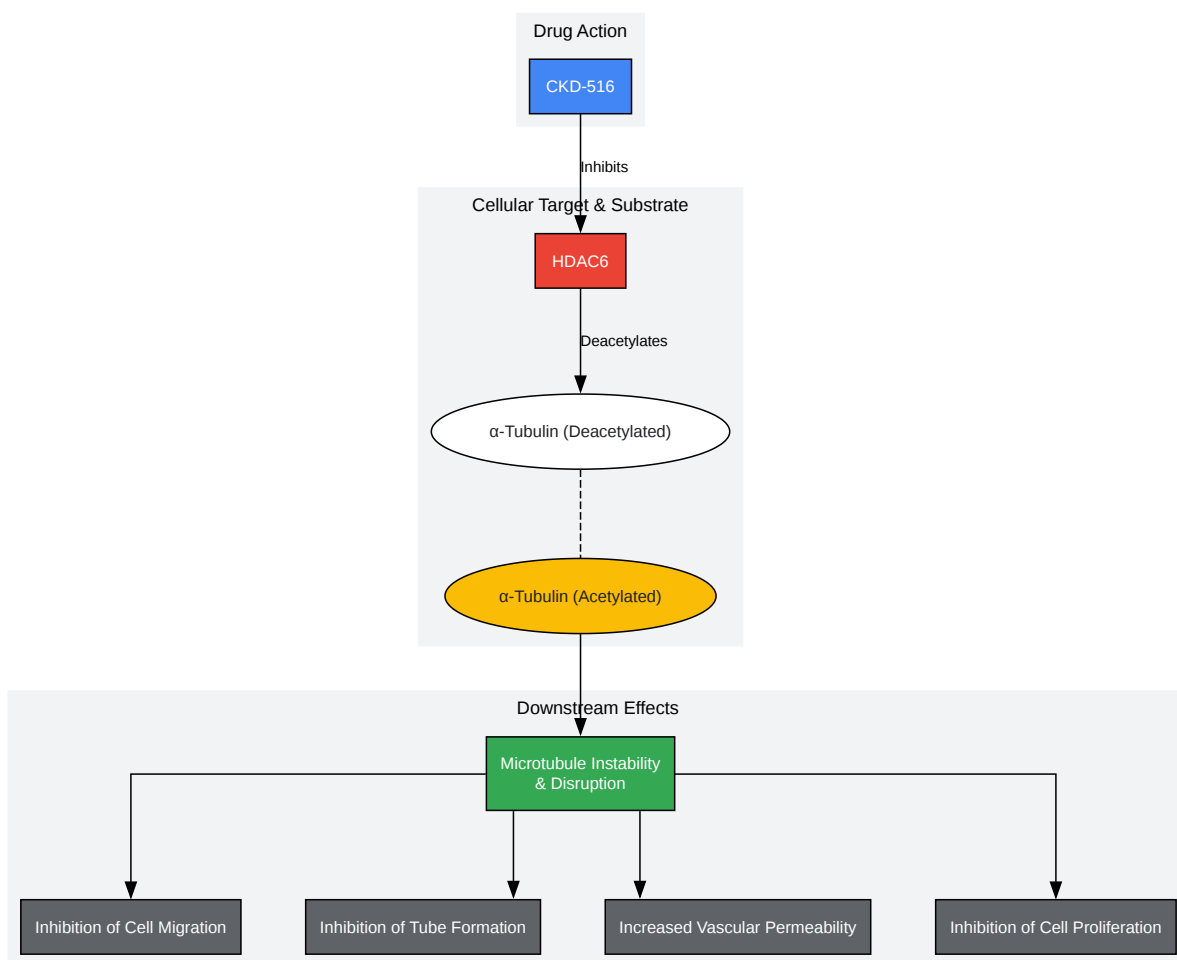 Drug Action
CKD-516
Inhibits
Cellular Target & Substrate
HDAC6
Deacetylates
α-Tubulin (Deacetylated)
α-Tubulin (Acetylated)
Downstream Effects
Microtubule Instability
& Disruption
Inhibition of Cell Migration
Inhibition of Tube Formation
Increased Vascular Permeability
Inhibition of Cell Proliferation